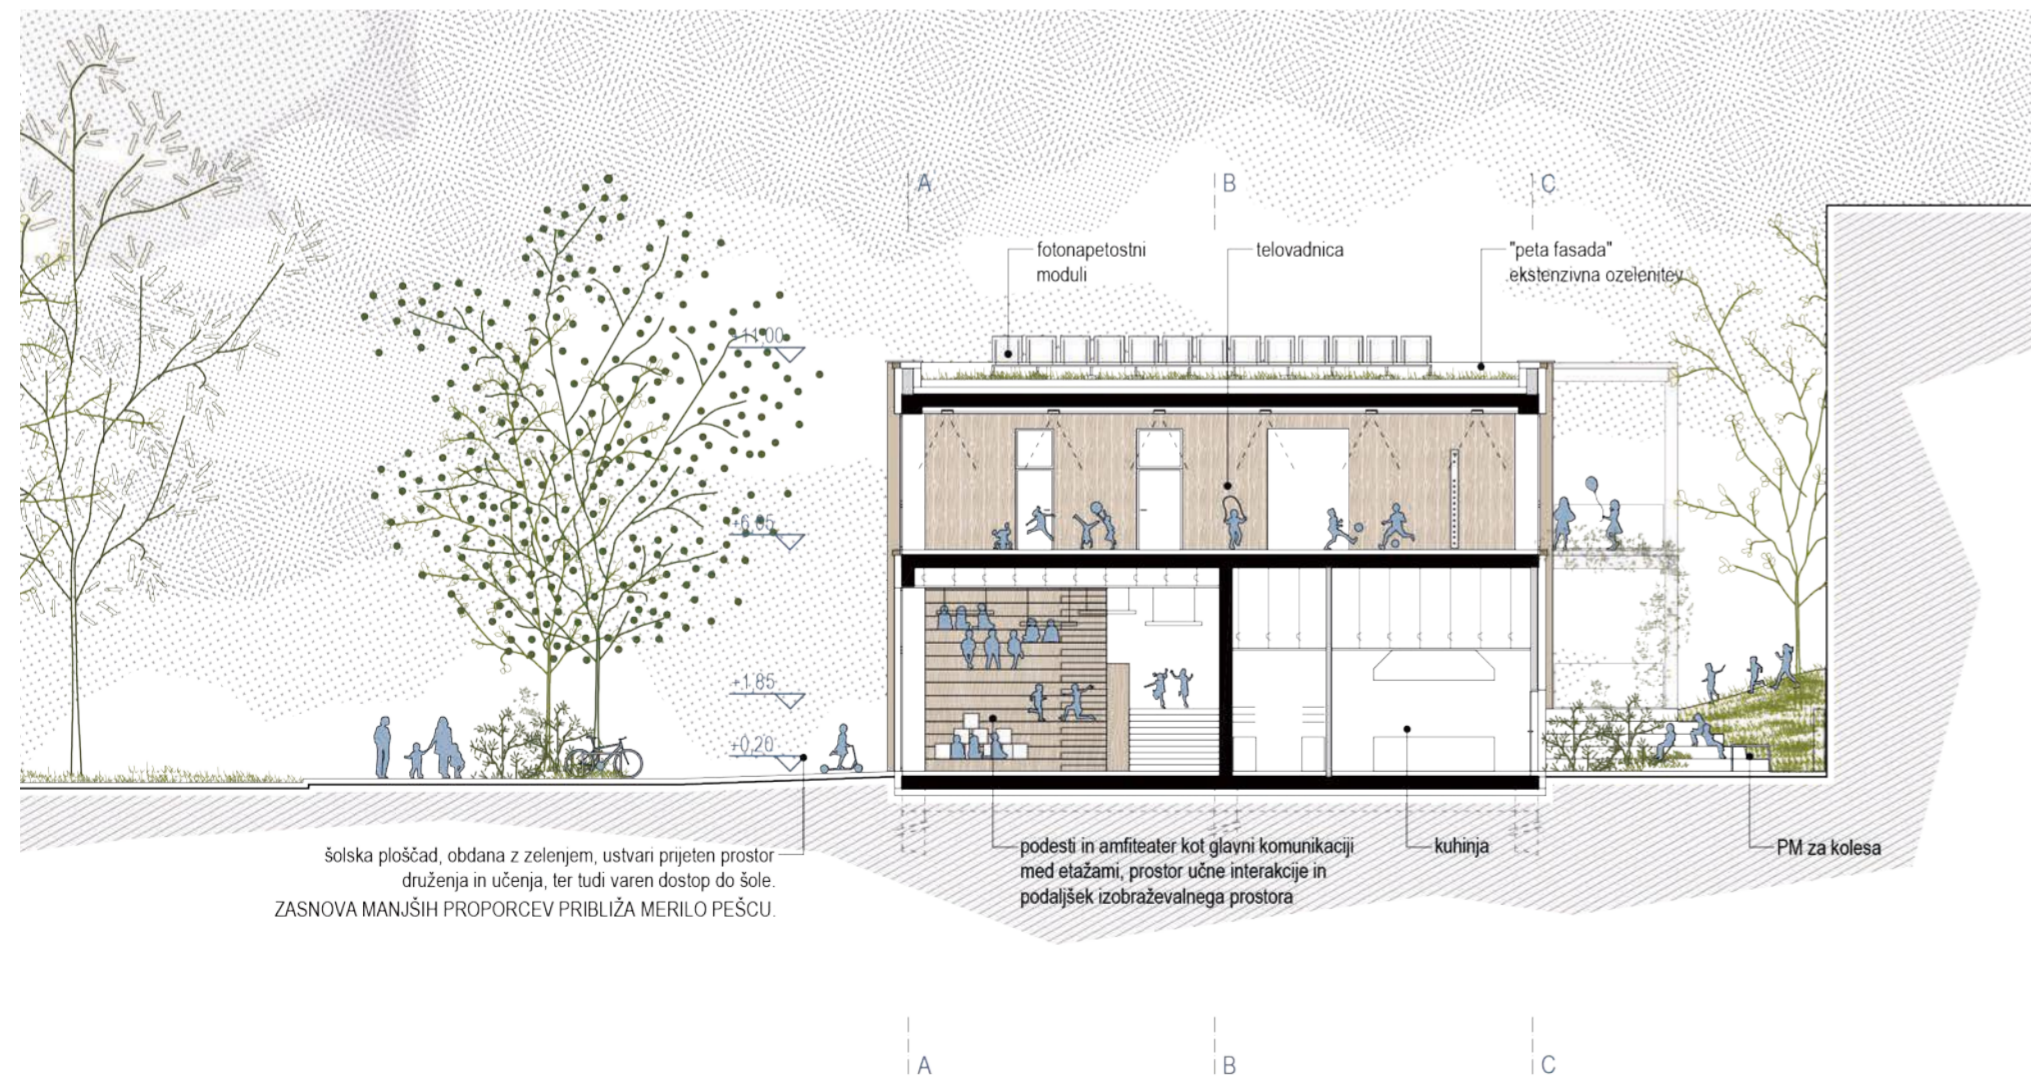 A
B
C
fotonapetostni
moduli
telovadnica
"peta fasada"
ekstenzivna ozelenitev
+11,00
+6,05
+1,85
±0,20
šolska ploščad, obdana z zelenjem, ustvari prijeten prostor
druženja in učenja, ter tudi varen dostop do šole.
ZASNOVA MANJŠIH PROPORCEV PRIBLIŽA MERILO PEŠCU.
podesti in amfiteater kot glavni komunikaciji
med etažami, prostor učne interakcije in
podaljšek izobraževalnega prostora
kuhinja
PM za kolesa
A
B
C